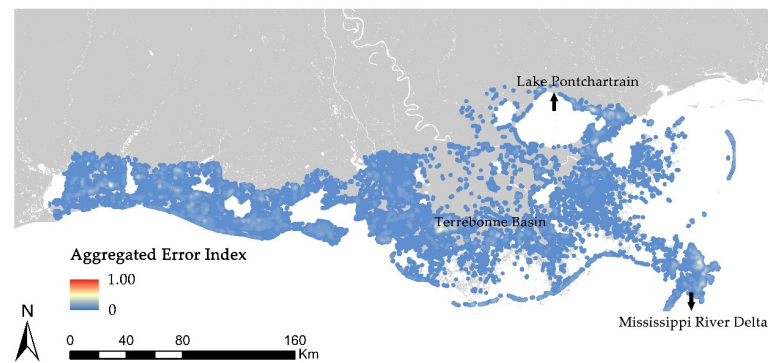 Lake Pontchartrain
Terrebonne Basin
Aggregated Error Index
1.00
0
N
Mississippi River Delta
0 40 80 160
Km